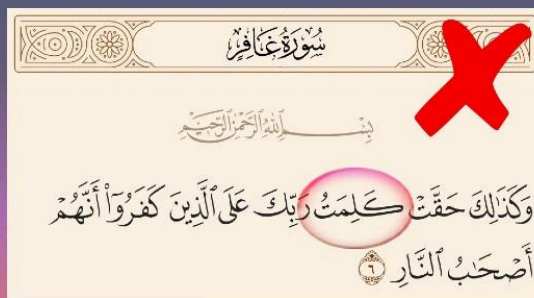 سُورَةُ غَافِرٍ
بِسْمِ ٱللَّهِ ٱلرَّحْمَٰنِ ٱلرَّحِيمِ
وَكَذَٰلِكَ حَقَّتْ كَلِمَتُ رَبِّكَ عَلَى ٱلَّذِينَ كَفَرُوٓا۟ أَنَّهُمْ
أَصْحَٰبُ ٱلنَّارِ ٦